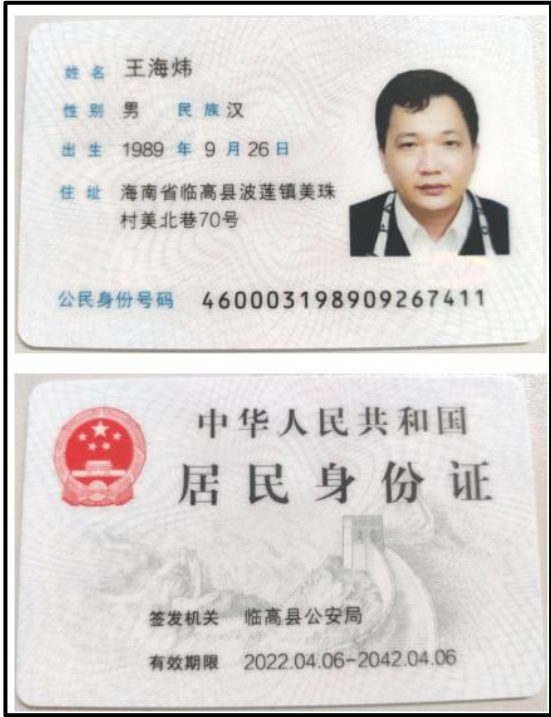 姓名 王海炜
性别 男 民族 汉
出生 1989 年 9 月 26 日
住址 海南省临高县波莲镇美珠
村美北巷70号
公民身份号码 460003198909267411
中华人民共和国
居民身份证
签发机关 临高县公安局
有效期限 2022.04.06-2042.04.06